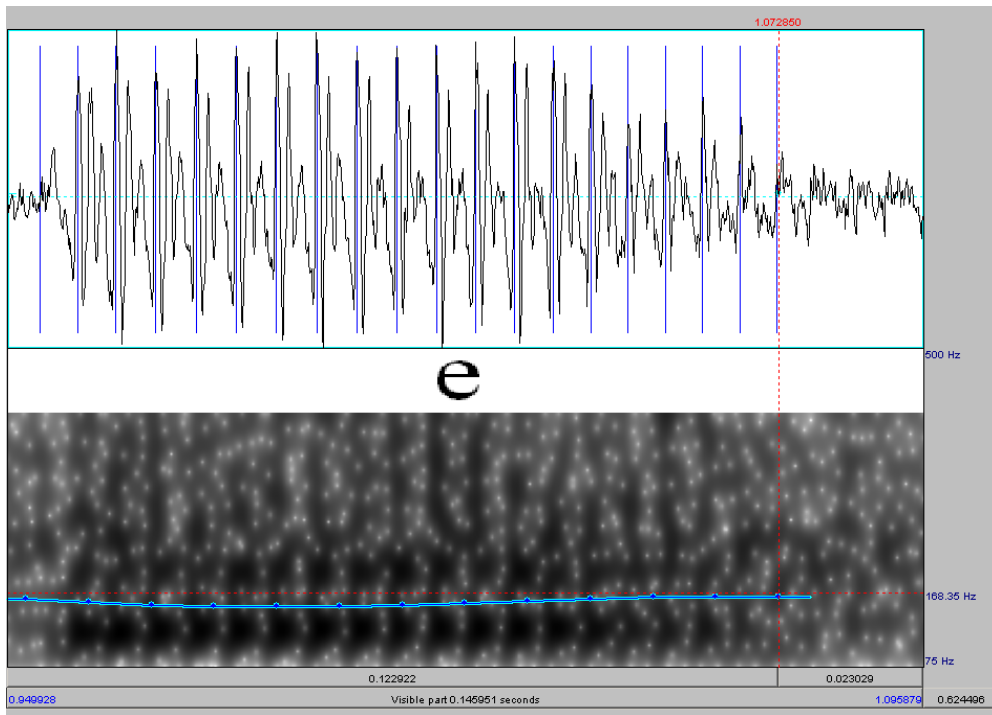 1.072850
500 Hz
e
168.35 Hz
75 Hz
0.122922 0.023029
0.949928 Visible part 0.145951 seconds 1.095879 0.624496